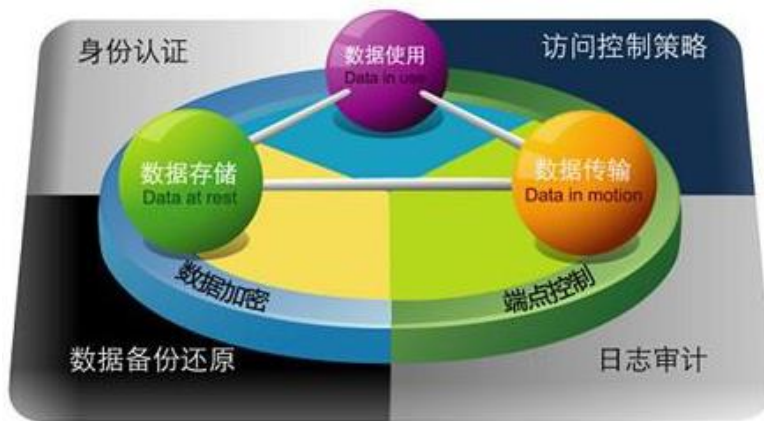 身份认证
数据使用
Data in use
访问控制策略
数据存储
Data at rest
数据传输
Data in motion
数据加密
端点控制
数据备份还原
日志审计